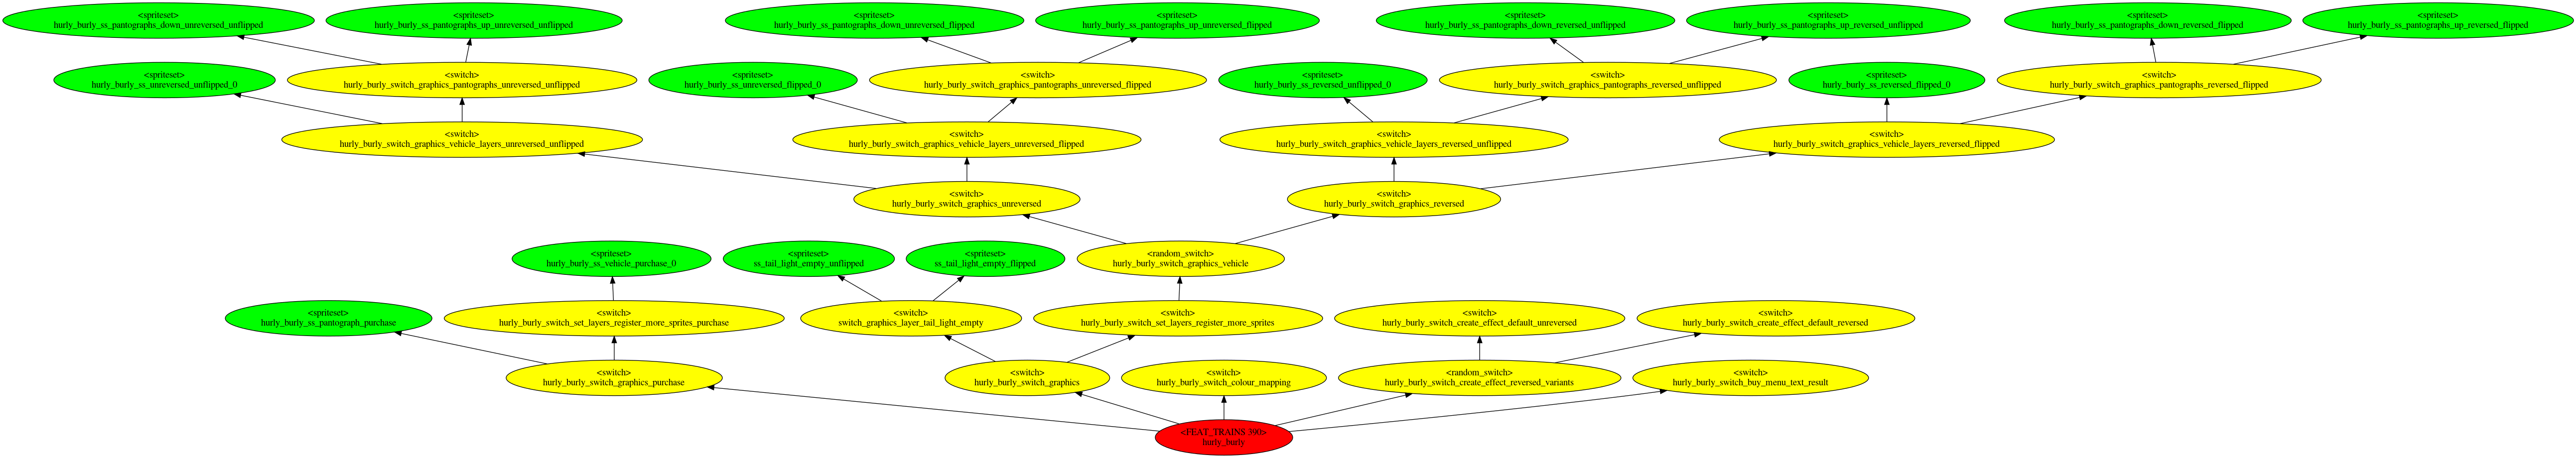 <spriteset>
hurly_burly_ss_pantographs_down_unreversed_unflipped
<spriteset>
hurly_burly_ss_pantographs_up_unreversed_unflipped
<spriteset>
hurly_burly_ss_pantographs_down_unreversed_flipped
<spriteset>
hurly_burly_ss_pantographs_up_unreversed_flipped
<spriteset>
hurly_burly_ss_pantographs_down_reversed_unflipped
<spriteset>
hurly_burly_ss_pantographs_up_reversed_unflipped
<spriteset>
hurly_burly_ss_pantographs_down_reversed_flipped
<spriteset>
hurly_burly_ss_pantographs_up_reversed_flipped
<spriteset>
hurly_burly_ss_unreversed_unflipped_0
<switch>
hurly_burly_switch_graphics_pantographs_unreversed_unflipped
<spriteset>
hurly_burly_ss_unreversed_flipped_0
<switch>
hurly_burly_switch_graphics_pantographs_unreversed_flipped
<spriteset>
hurly_burly_ss_reversed_unflipped_0
<switch>
hurly_burly_switch_graphics_pantographs_reversed_unflipped
<spriteset>
hurly_burly_ss_reversed_flipped_0
<switch>
hurly_burly_switch_graphics_pantographs_reversed_flipped
<switch>
hurly_burly_switch_graphics_vehicle_layers_unreversed_unflipped
<switch>
hurly_burly_switch_graphics_vehicle_layers_unreversed_flipped
<switch>
hurly_burly_switch_graphics_vehicle_layers_reversed_unflipped
<switch>
hurly_burly_switch_graphics_vehicle_layers_reversed_flipped
<switch>
hurly_burly_switch_graphics_unreversed
<switch>
hurly_burly_switch_graphics_reversed
<spriteset>
hurly_burly_ss_vehicle_purchase_0
<spriteset>
ss_tail_light_empty_unflipped
<spriteset>
ss_tail_light_empty_flipped
<random_switch>
hurly_burly_switch_graphics_vehicle
<spriteset>
hurly_burly_ss_pantograph_purchase
<switch>
hurly_burly_switch_set_layers_register_more_sprites_purchase
<switch>
switch_graphics_layer_tail_light_empty
<switch>
hurly_burly_switch_set_layers_register_more_sprites
<switch>
hurly_burly_switch_create_effect_default_unreversed
<switch>
hurly_burly_switch_create_effect_default_reversed
<switch>
hurly_burly_switch_graphics_purchase
<switch>
hurly_burly_switch_graphics
<switch>
hurly_burly_switch_colour_mapping
<random_switch>
hurly_burly_switch_create_effect_reversed_variants
<switch>
hurly_burly_switch_buy_menu_text_result
<FEAT_TRAINS 390>
hurly_burly